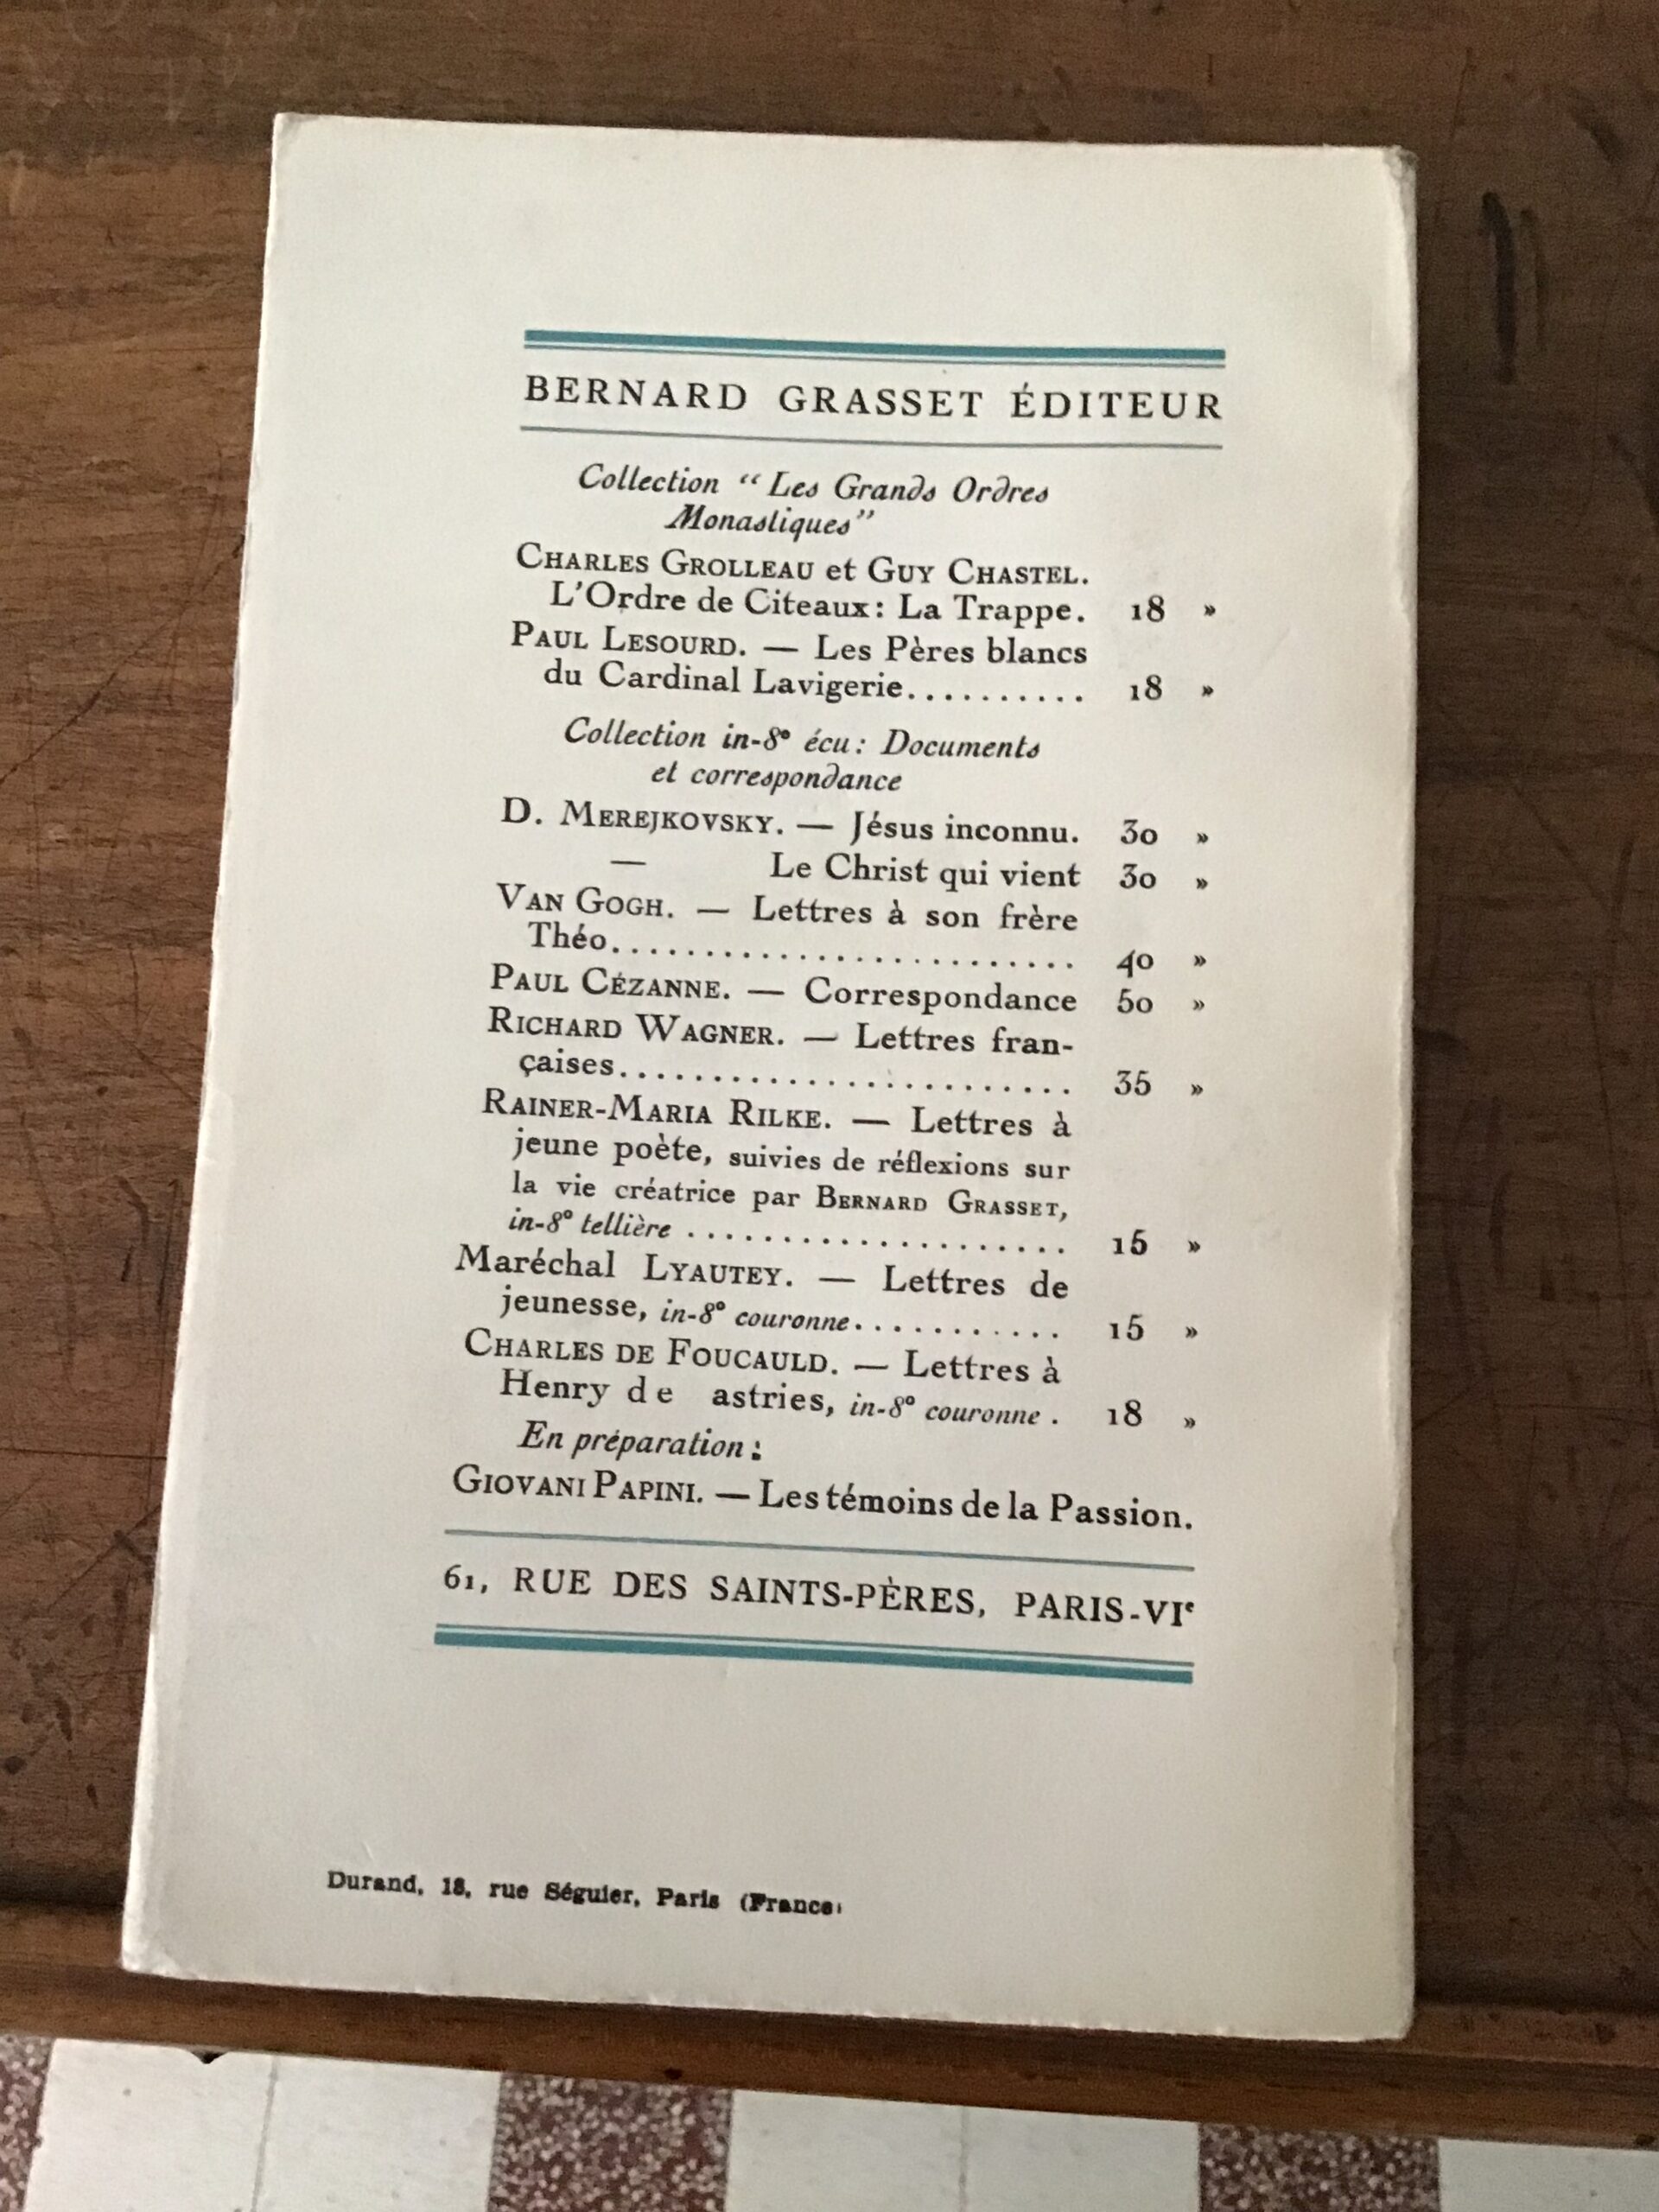 BERNARD GRASSET ÉDITEUR
Collection “ Les Grands Ordres
Monastiques”
CHARLES GROLLEAU et GUY CHASTEL.
L'Ordre de Citeaux : La Trappe. 18 »
PAUL LESOURD. — Les Pères blancs
du Cardinal Lavigerie.......... 18 »
Collection in-8° écu : Documents
et correspondance
D. MEREJKOVSKY. — Jésus inconnu. 30 »
— Le Christ qui vient 30 »
VAN GOGH. — Lettres à son frère
Théo.......................... 40 »
PAUL CÉZANNE. — Correspondance 50 »
RICHARD WAGNER. — Lettres fran-
çaises......................... 35 »
RAINER-MARIA RILKE. — Lettres à
jeune poète, suivies de réflexions sur
la vie créatrice par BERNARD GRASSET,
in-8° tellière .................... 15 »
Maréchal LYAUTEY. — Lettres de
jeunesse, in-8° couronne........... 15 »
CHARLES DE FOUCAULD. — Lettres à
Henry de astries, in-8° couronne . 18 »
En préparation :
GIOVANI PAPINI. — Les témoins de la Passion.
61, RUE DES SAINTS-PÈRES, PARIS-VIe
Durand, 18, rue Séguier, Paris (France)